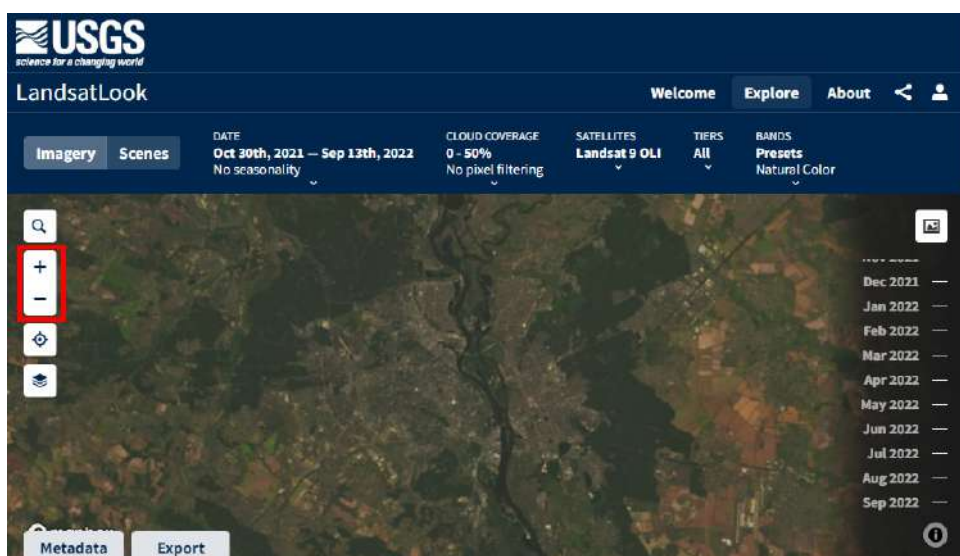 USGS
science for a changing world
LandsatLook
Welcome Explore About
Imagery Scenes
DATE
Oct 30th, 2021 — Sep 13th, 2022
No seasonality
CLOUD COVERAGE
0 - 50%
No pixel filtering
SATELLITES
Landsat 9 OLI
TIERS
All
BANDS
Presets
Natural Color
Dec 2021
Jan 2022
Feb 2022
Mar 2022
Apr 2022
May 2022
Jun 2022
Jul 2022
Aug 2022
Sep 2022
Metadata Export